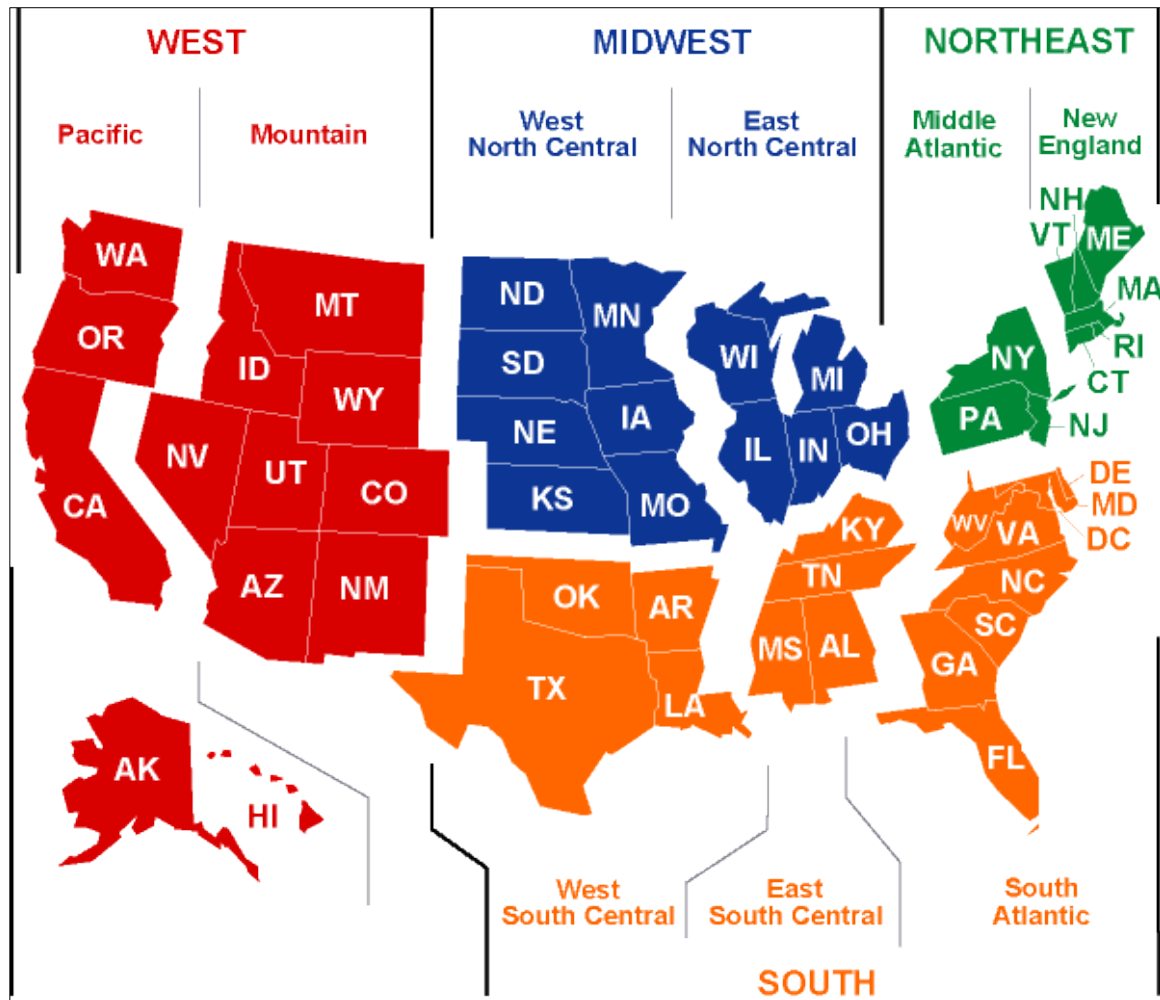 WEST
MIDWEST
NORTHEAST
Pacific
Mountain
West
North Central
East
North Central
Middle
Atlantic
New
England
WA
OR
CA
MT
ID
WY
NV
UT
CO
AZ
NM
AK
HI
ND
MN
SD
NE
IA
KS
MO
WI
MI
IL
IN
OH
NH
VT
ME
MA
RI
CT
NY
PA
NJ
OK
AR
TX
LA
KY
TN
MS
AL
DE
MD
DC
WV
VA
NC
SC
GA
FL
West
South Central
East
South Central
South
Atlantic
SOUTH